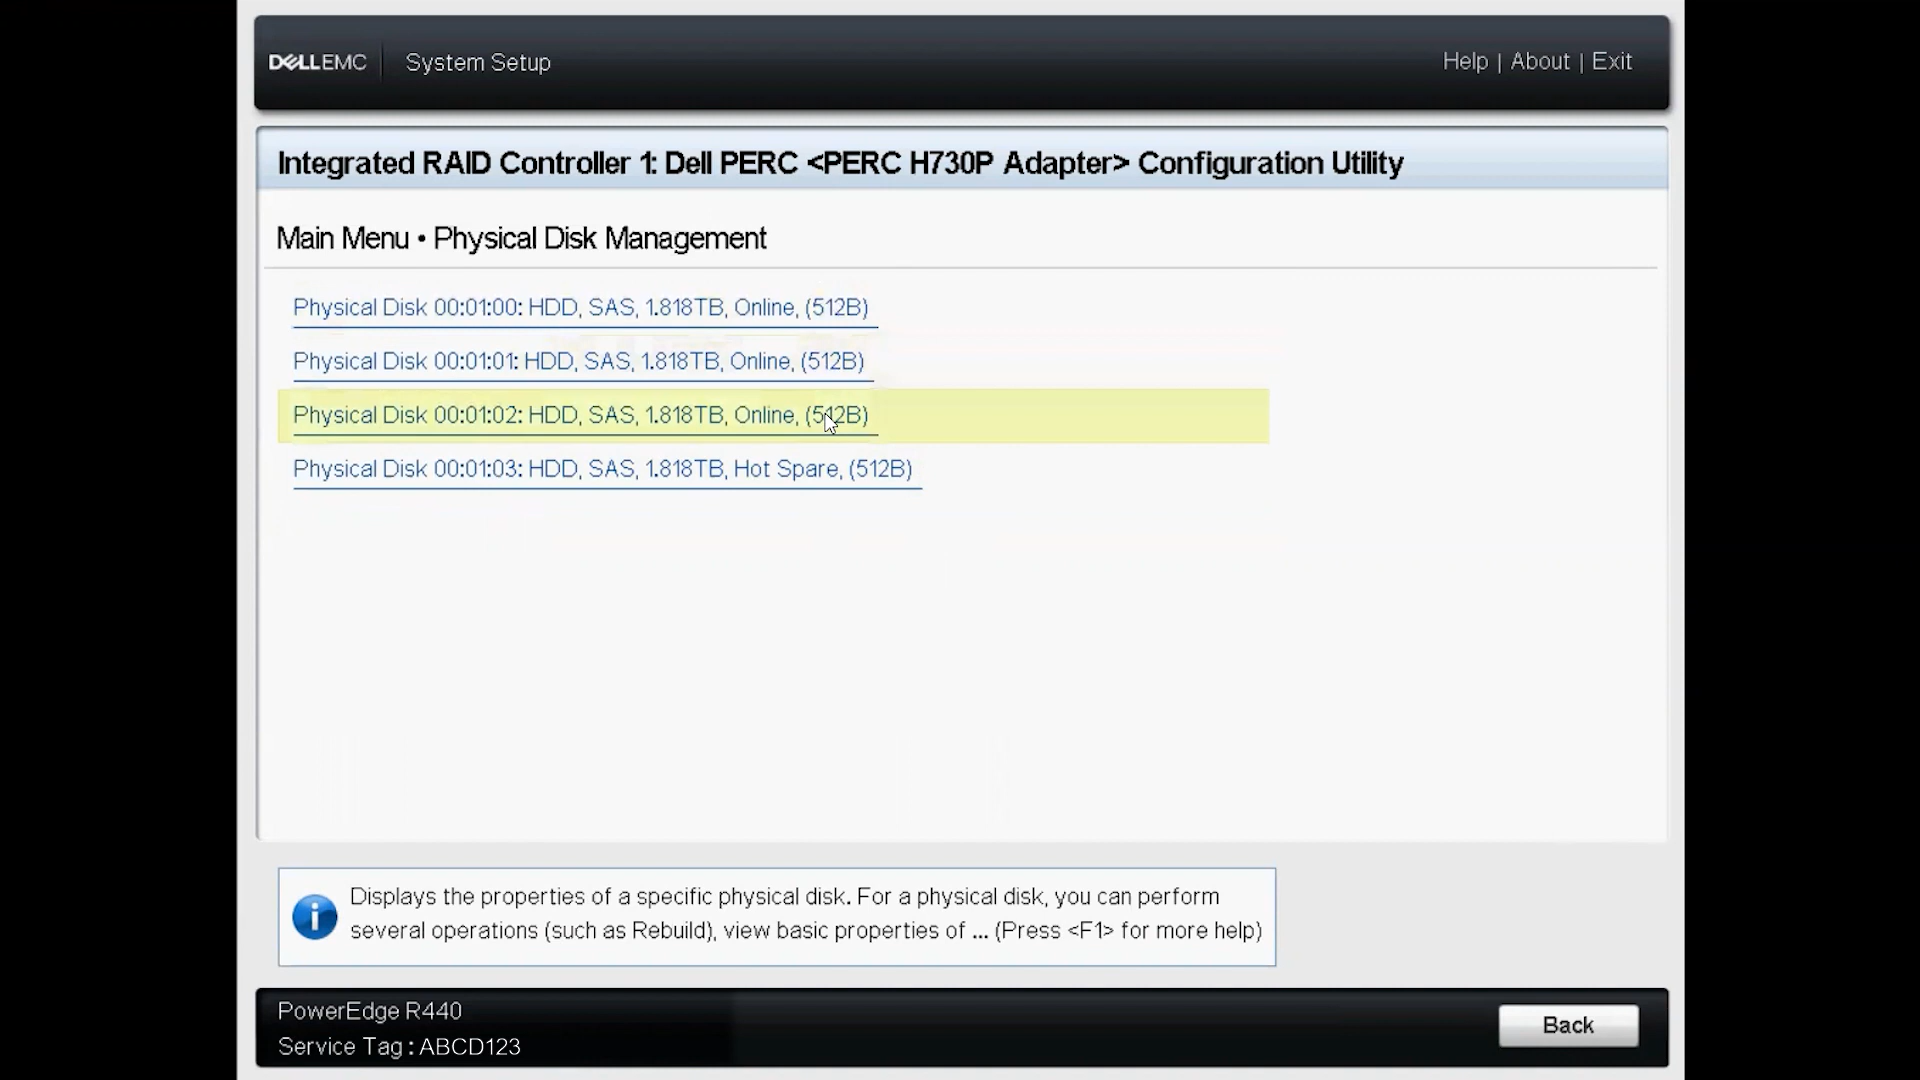 DELLEMC
System Setup
Help | About | Exit
Integrated RAID Controller 1: Dell PERC <PERC H730P Adapter> Configuration Utility
Main Menu • Physical Disk Management
Physical Disk 00:01:00: HDD, SAS, 1.818TB, Online, (512B)
Physical Disk 00:01:01: HDD, SAS, 1.818TB, Online, (512B)
Physical Disk 00:01:02: HDD, SAS, 1.818TB, Online, (512B)
Physical Disk 00:01:03: HDD, SAS, 1.818TB, Hot Spare, (512B)
Displays the properties of a specific physical disk. For a physical disk, you can perform
several operations (such as Rebuild), view basic properties of ... (Press <F1> for more help)
PowerEdge R440
Service Tag : ABCD123
Back